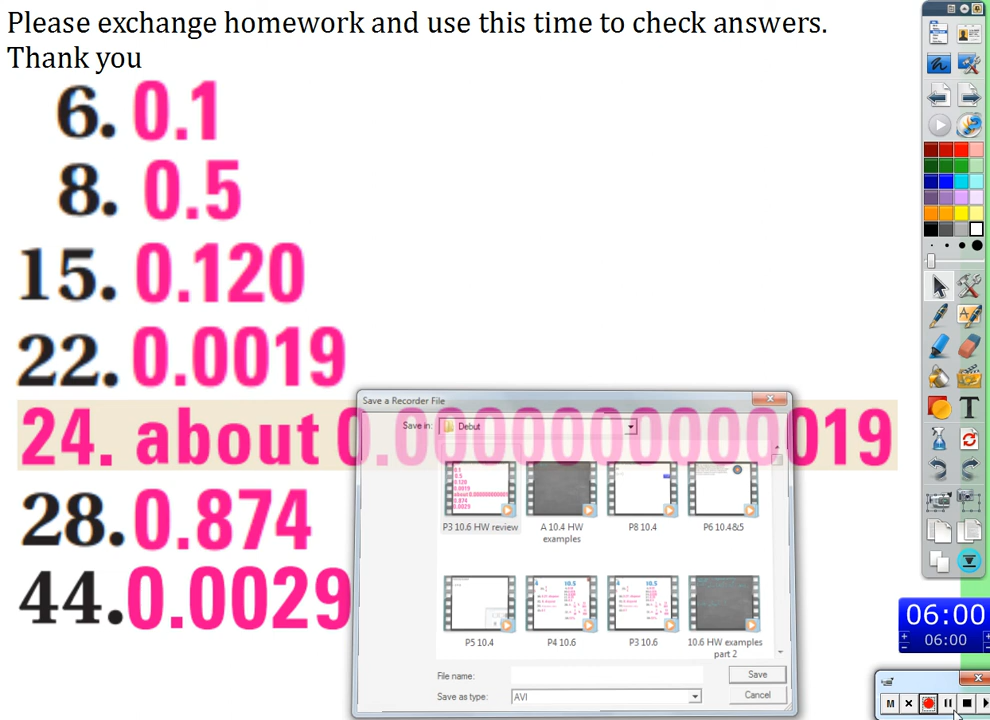 Please exchange homework and use this time to check answers.
Thank you
6. 0.1
8. 0.5
15. 0.120
22. 0.0019
24. about 0.0000000000019
28. 0.874
44. 0.0029
Save a Recorder File
Save in: Debut
P3 10.6 HW review
A 10.4 HW examples
P8 10.4
P6 10.4&5
P5 10.4
P4 10.6
P3 10.6
10.6 HW examples part 2
File name:
Save
Save as type: AVI
Cancel
06:00
06:00
M